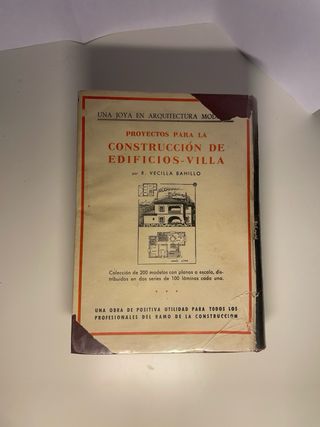 UNA JOYA EN ARQUITECTURA
PROYECTOS PARA LA
CONSTRUCCIÓN DE
EDIFICIOS-VILLA
por R. VECILLA BAHILLO
Colección de 200 modelos con planos a escala, dis-
tribuidos en dos series de 100 láminas cada una.
UNA OBRA DE POSITIVA UTILIDAD PARA TODOS LOS
PROFESIONALES DEL RAMO DE LA CONSTRUCCIÓN